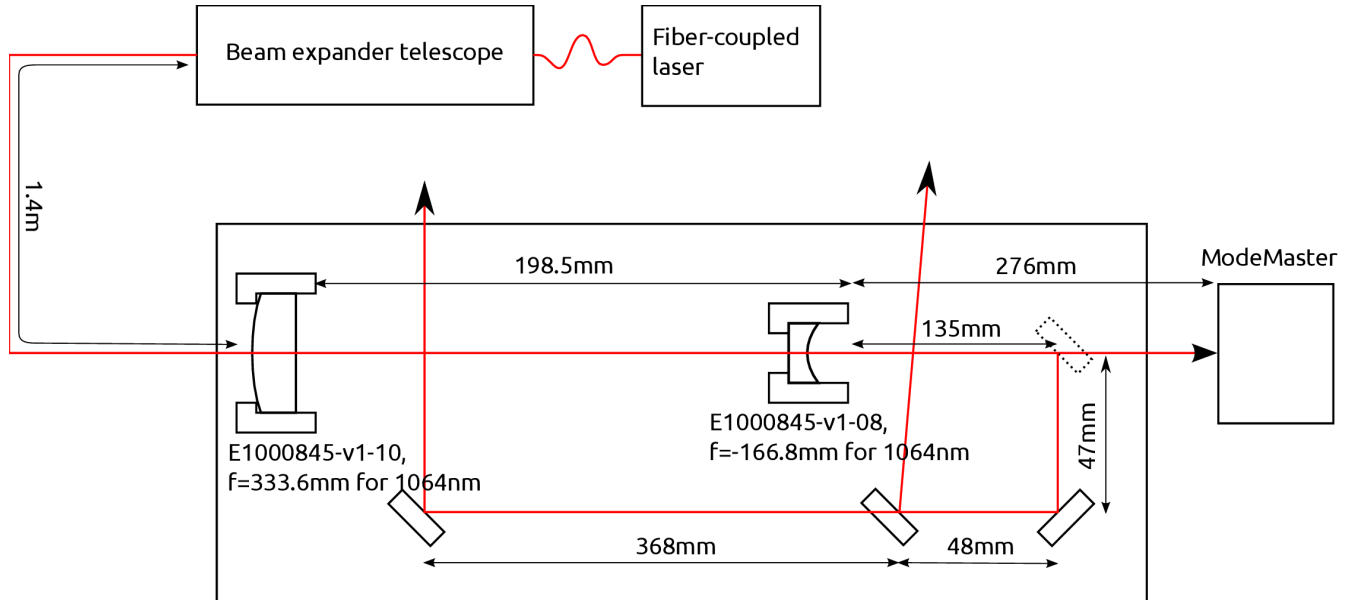 Beam expander telescope
Fiber-coupled
laser
1.4m
198.5mm
276mm
ModeMaster
135mm
E1000845-v1-10,
f=333.6mm for 1064nm
E1000845-v1-08,
f=-166.8mm for 1064nm
47mm
368mm
48mm